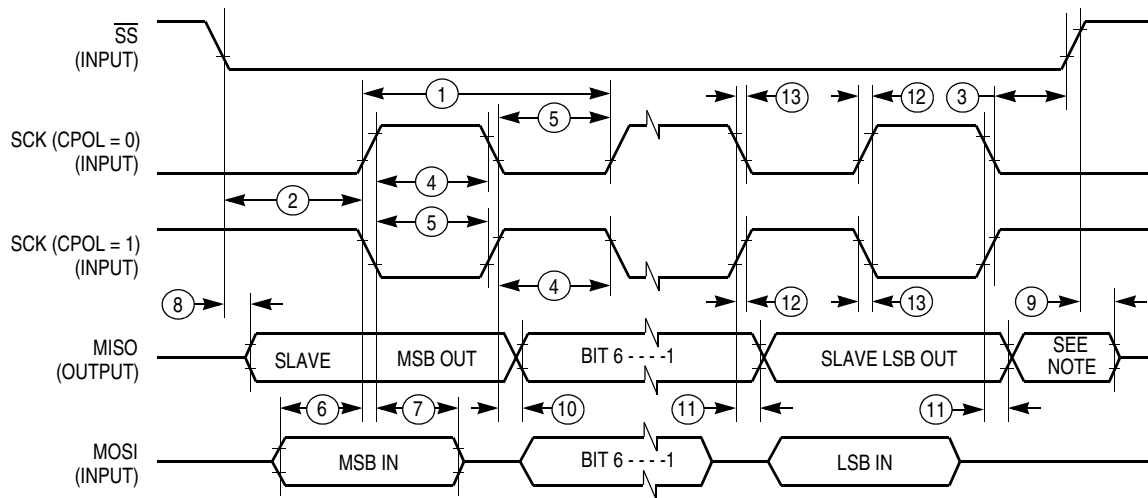 SS
(INPUT)
1
13
12
3
5
SCK (CPOL = 0)
(INPUT)
4
2
5
SCK (CPOL = 1)
(INPUT)
4
12
13
8
9
MISO
(OUTPUT)
SLAVE
MSB OUT
BIT 6 - - - - 1
SLAVE LSB OUT
SEE
NOTE
6
7
10
11
11
MOSI
(INPUT)
MSB IN
BIT 6 - - - - 1
LSB IN